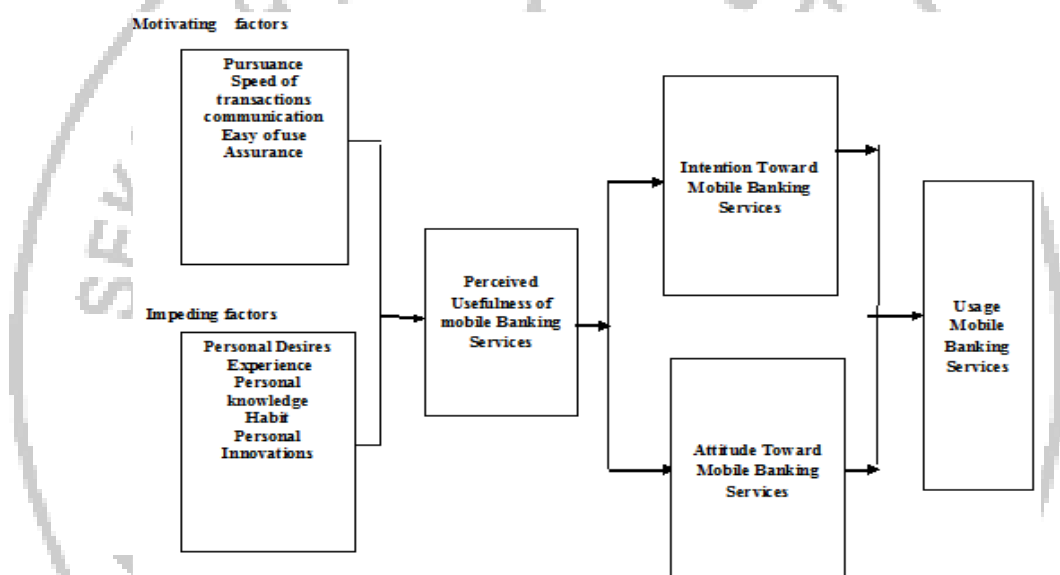 Motivating factors
Pursuance
Speed of
transactions
communication
Easy of use
Assurance
Impeding factors
Personal Desires
Experience
Personal
knowledge
Habit
Personal
Innovations
Perceived
Usefulness of
mobile Banking
Services
Intention Toward
Mobile Banking
Services
Attitude Toward
Mobile Banking
Services
Usage
Mobile
Banking
Services